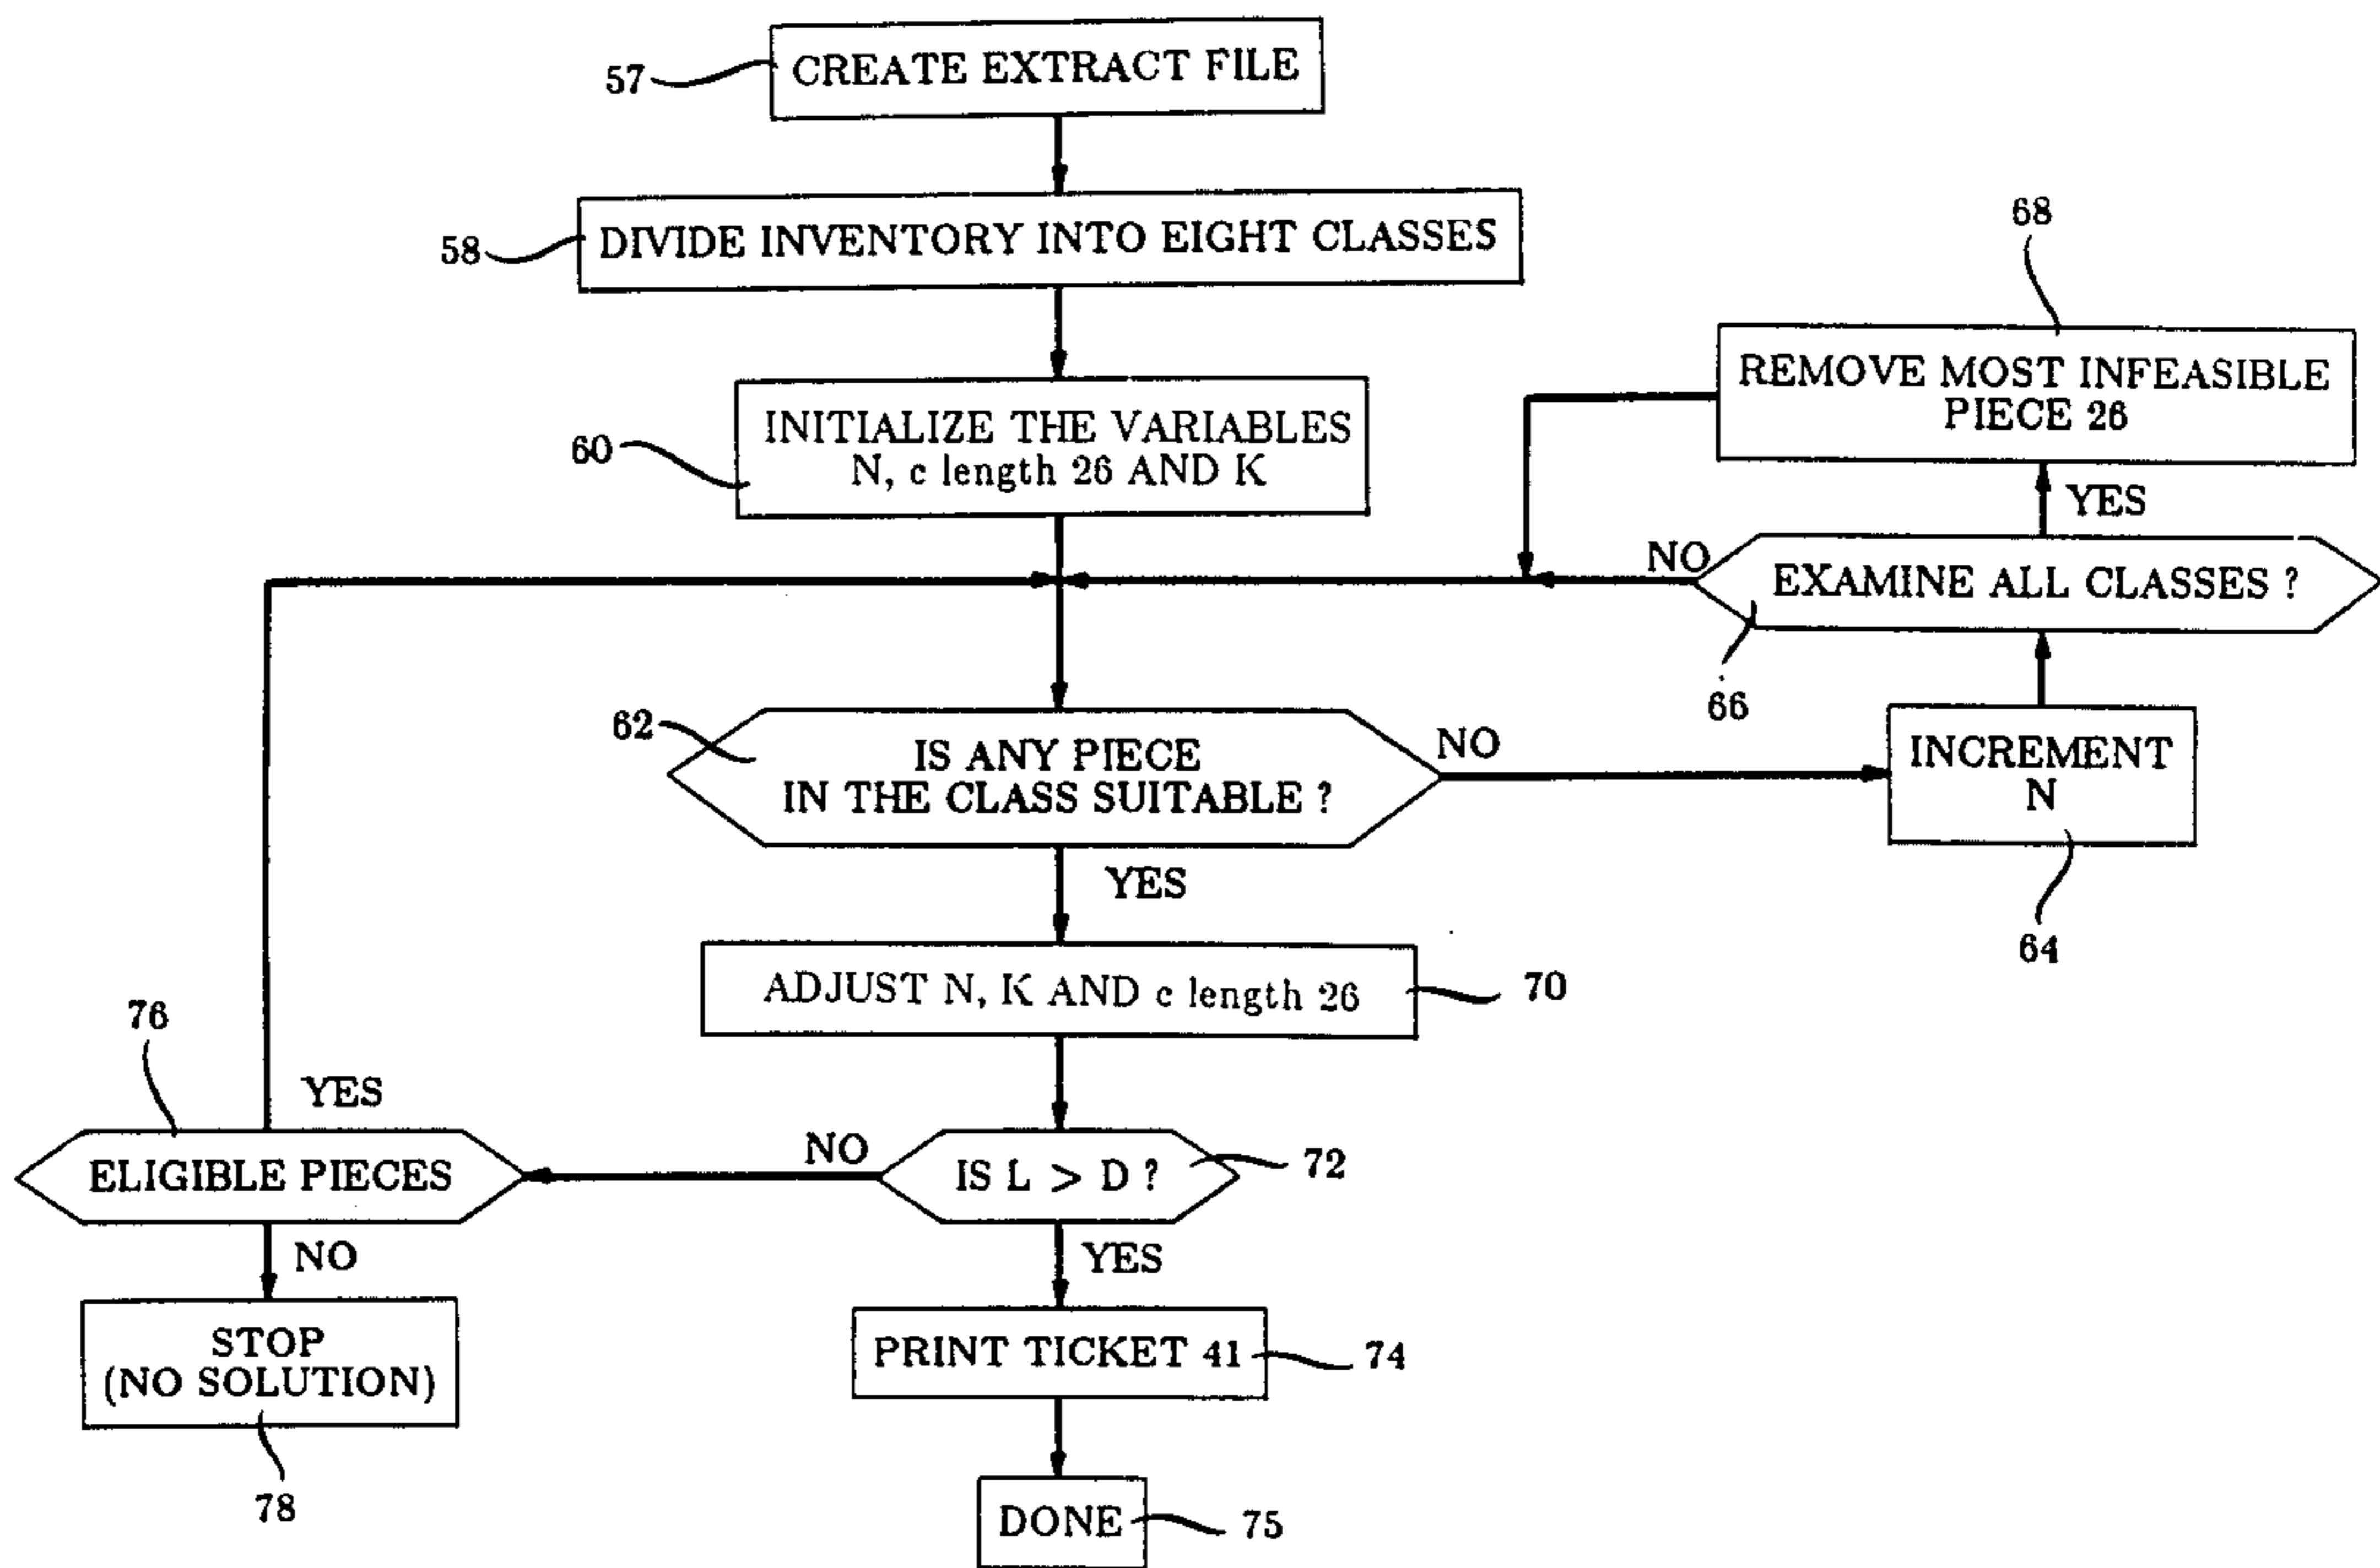 57
CREATE EXTRACT FILE
58
DIVIDE INVENTORY INTO EIGHT CLASSES
68
REMOVE MOST INFEASIBLE
PIECE 26
60
INITIALIZE THE VARIABLES
N, c length 26 AND K
YES
NO
EXAMINE ALL CLASSES ?
66
62
IS ANY PIECE
IN THE CLASS SUITABLE ?
NO
INCREMENT
N
64
YES
ADJUST N, K AND c length 26
70
76
YES
ELIGIBLE PIECES
NO
IS L > D ?
72
NO
YES
STOP
(NO SOLUTION)
78
PRINT TICKET 41
74
DONE
75